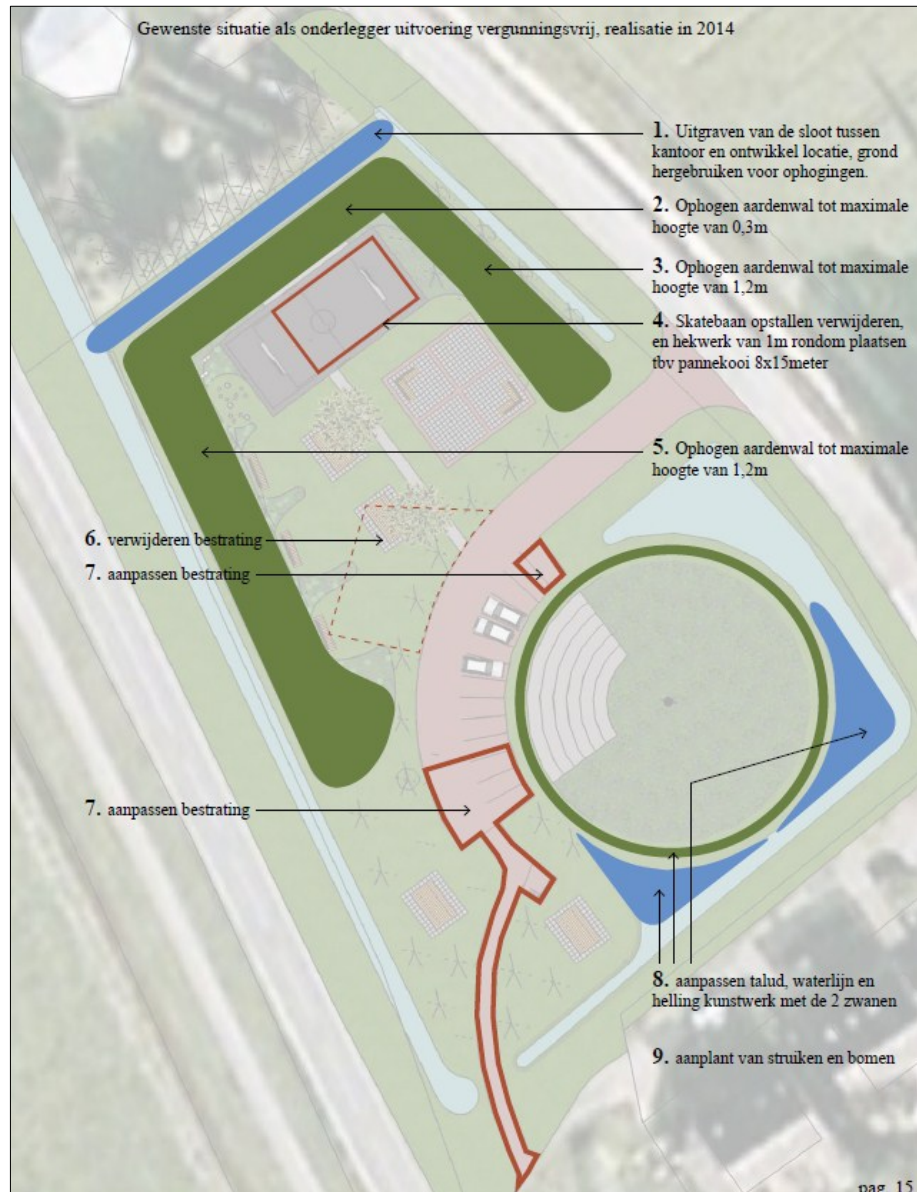 Gewenste situatie als onderlegger uitvoering vergunningsvrij, realisatie in 2014
1. Uitgraven van de sloot tussen
kantoor en ontwikkel locatie, grond
hergebruiken voor ophogingen.
2. Ophogen aardenwal tot maximale
hoogte van 0,3m
3. Ophogen aardenwal tot maximale
hoogte van 1,2m
4. Skatebaan opstallen verwijderen,
en hekwerk van 1m rondom plaatsen
tbv pannekooi 8x15meter
5. Ophogen aardenwal tot maximale
hoogte van 1,2m
6. verwijderen bestrating
7. aanpassen bestrating
7. aanpassen bestrating
8. aanpassen talud, waterlijn en
helling kunstwerk met de 2 zwanen
9. aanplant van struiken en bomen
pag. 15